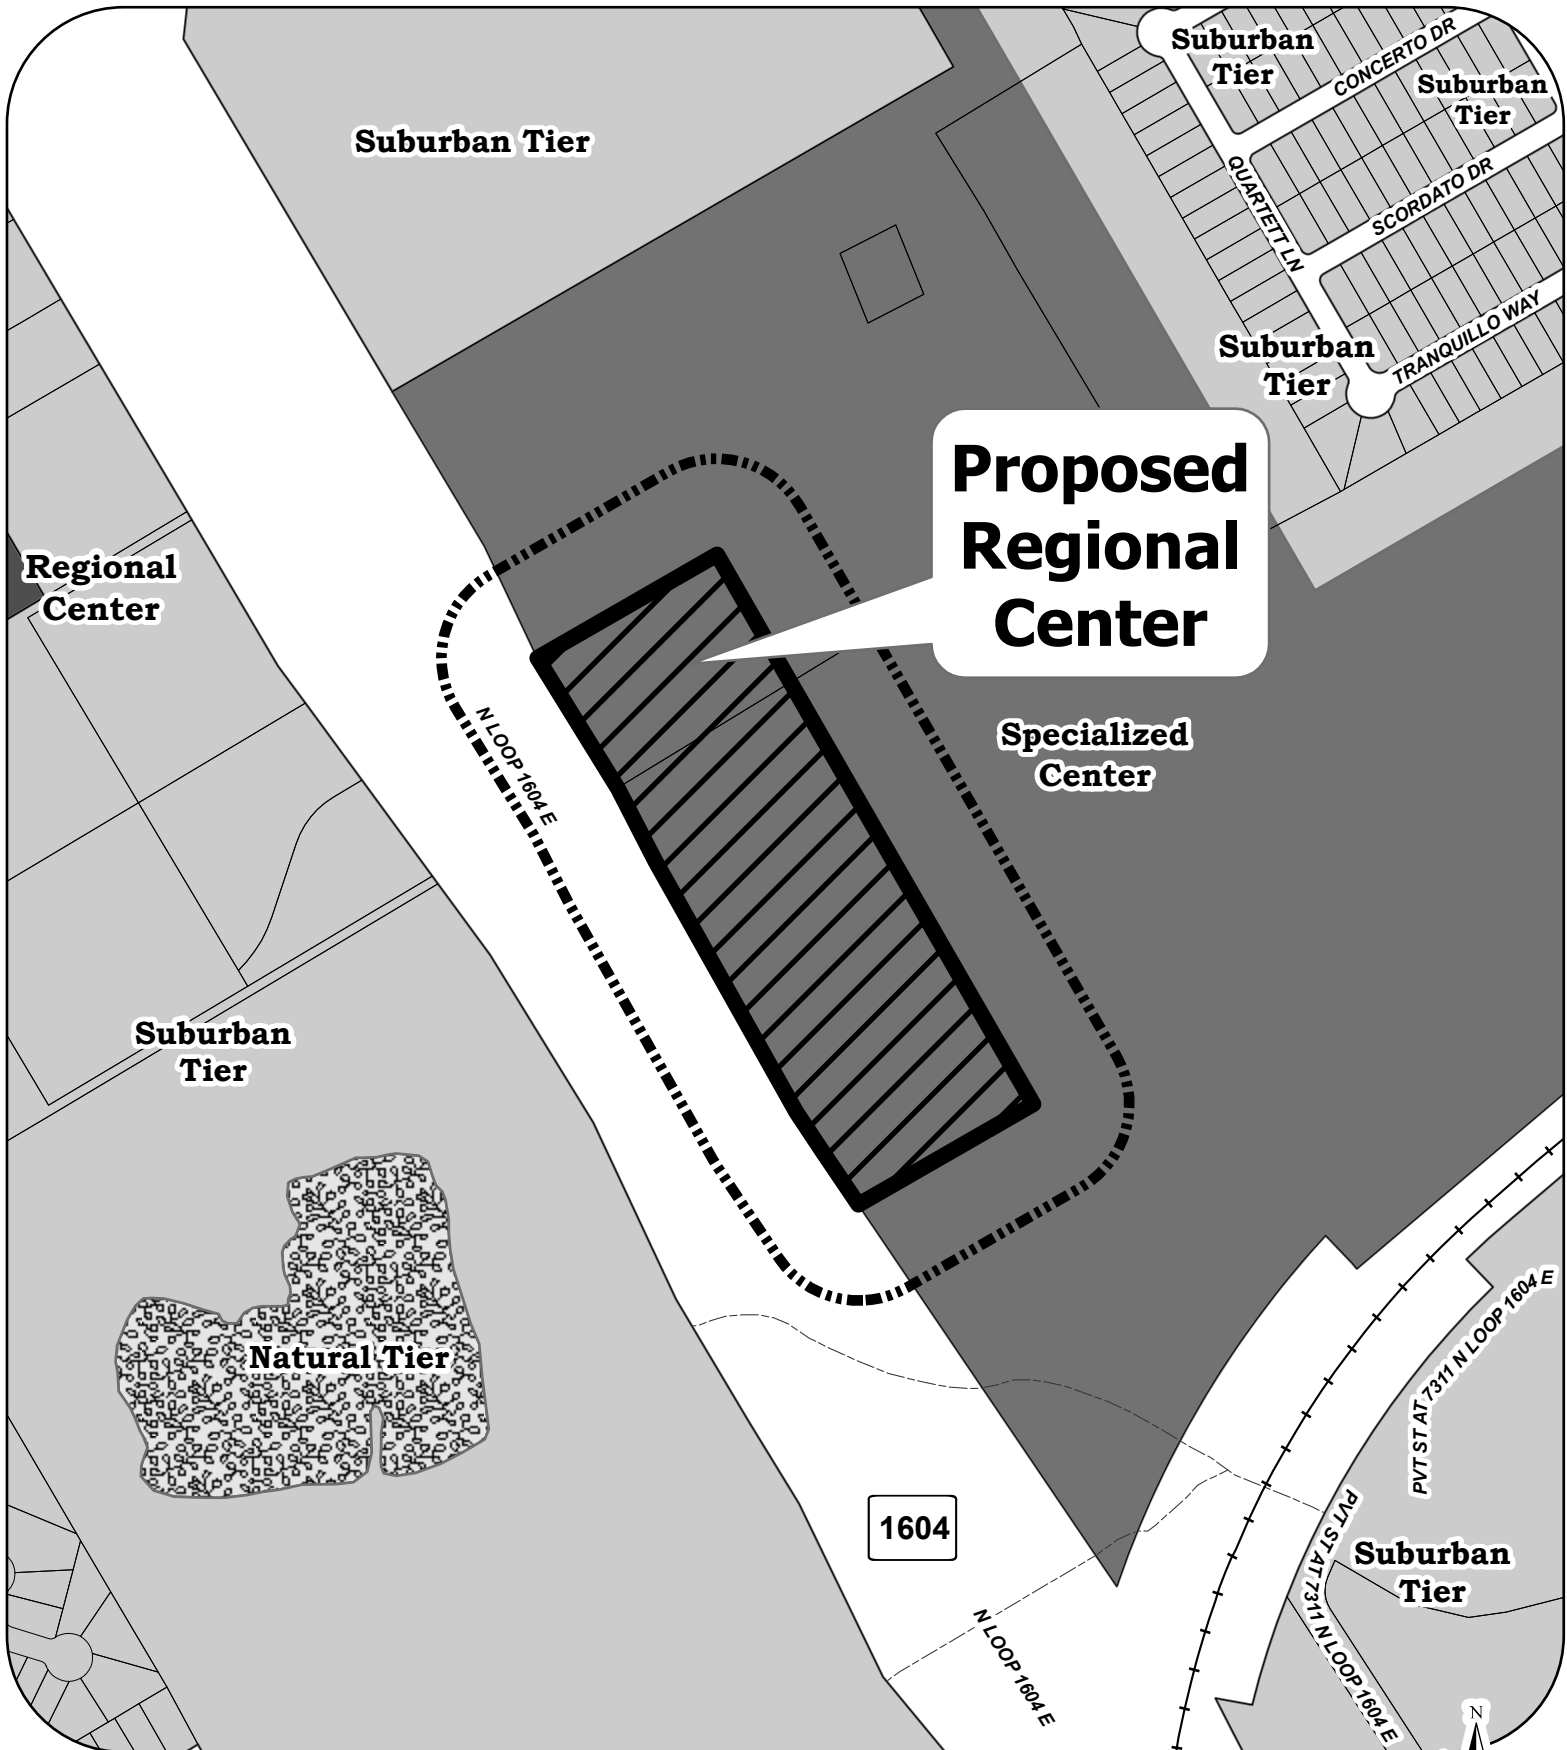 Suburban
Tier
CONCERTO DR
Suburban
Tier
Suburban Tier
QUARTETT LN
SCORDATO DR
TRANQUILLO WAY
Suburban
Tier
Proposed
Regional
Center
Regional
Center
N LOOP 1604 E
Specialized
Center
Suburban
Tier
Natural Tier
PVT ST AT 7311 N LOOP 1604 E
1604
PVT ST AT 7311 N LOOP 1604 E
Suburban
Tier
N LOOP 1604 E
N